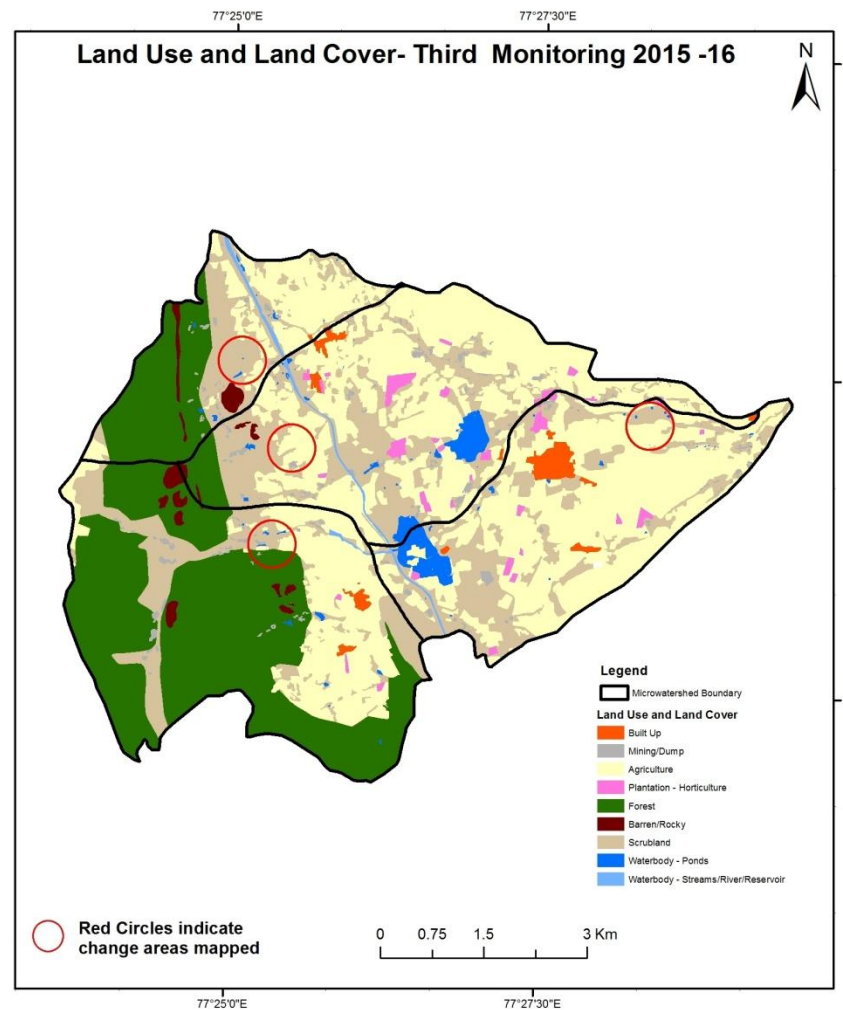 77°25'0"E
77°27'30"E
Land Use and Land Cover- Third Monitoring 2015 -16
N
Legend
Microwatershed Boundary
Land Use and Land Cover
Built Up
Mining/Dump
Agriculture
Plantation - Horticulture
Forest
Barren/Rocky
Scrubland
Waterbody - Ponds
Waterbody - Streams/River/Reservoir
Red Circles indicate
change areas mapped
0 0.75 1.5 3 Km
77°25'0"E
77°27'30"E